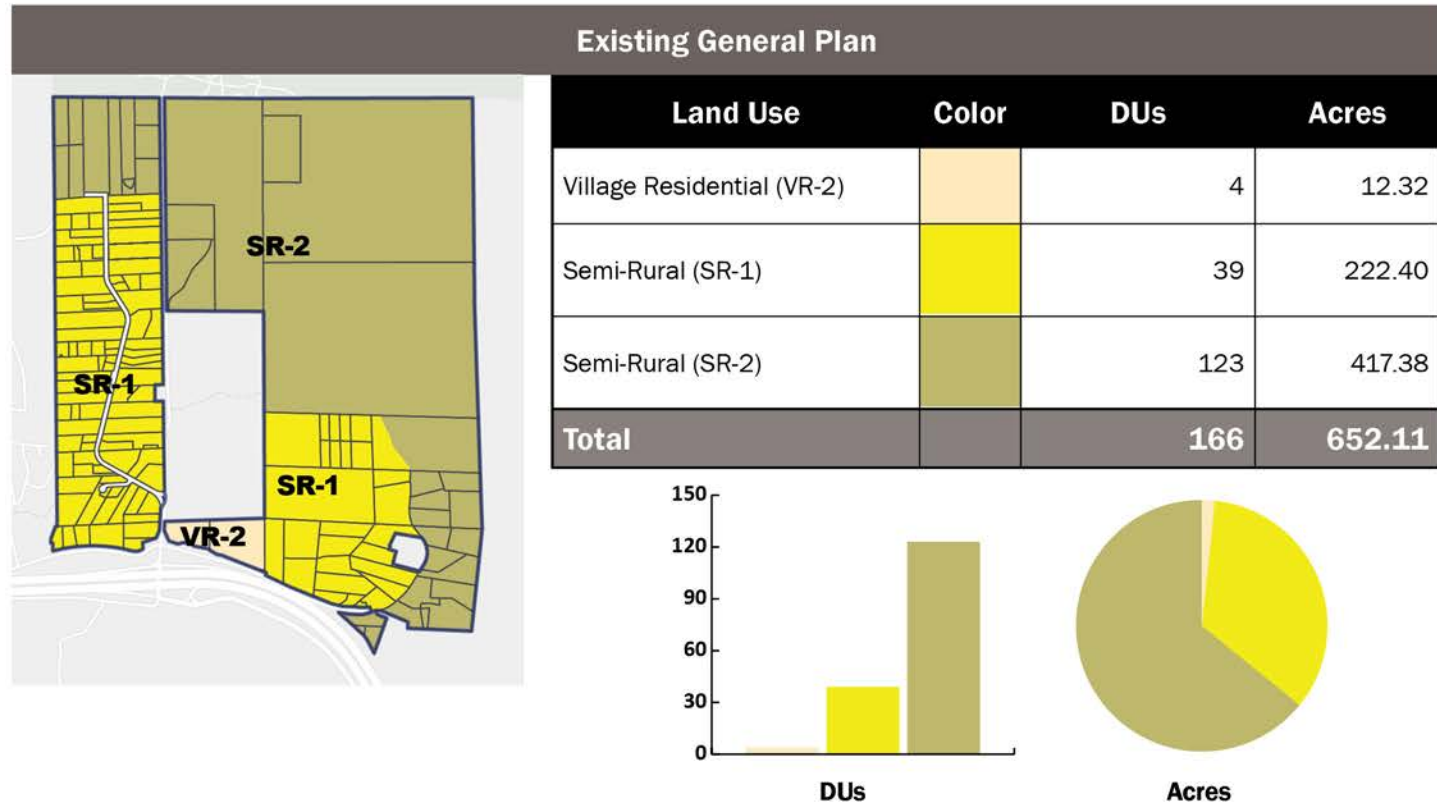 Existing General Plan
Land Use Color DUs Acres
Village Residential (VR-2) 4 12.32
Semi-Rural (SR-1) 39 222.40
Semi-Rural (SR-2) 123 417.38
Total 166 652.11
SR-2
SR-1
SR-1
VR-2
150
120
90
60
30
0
DUs
Acres